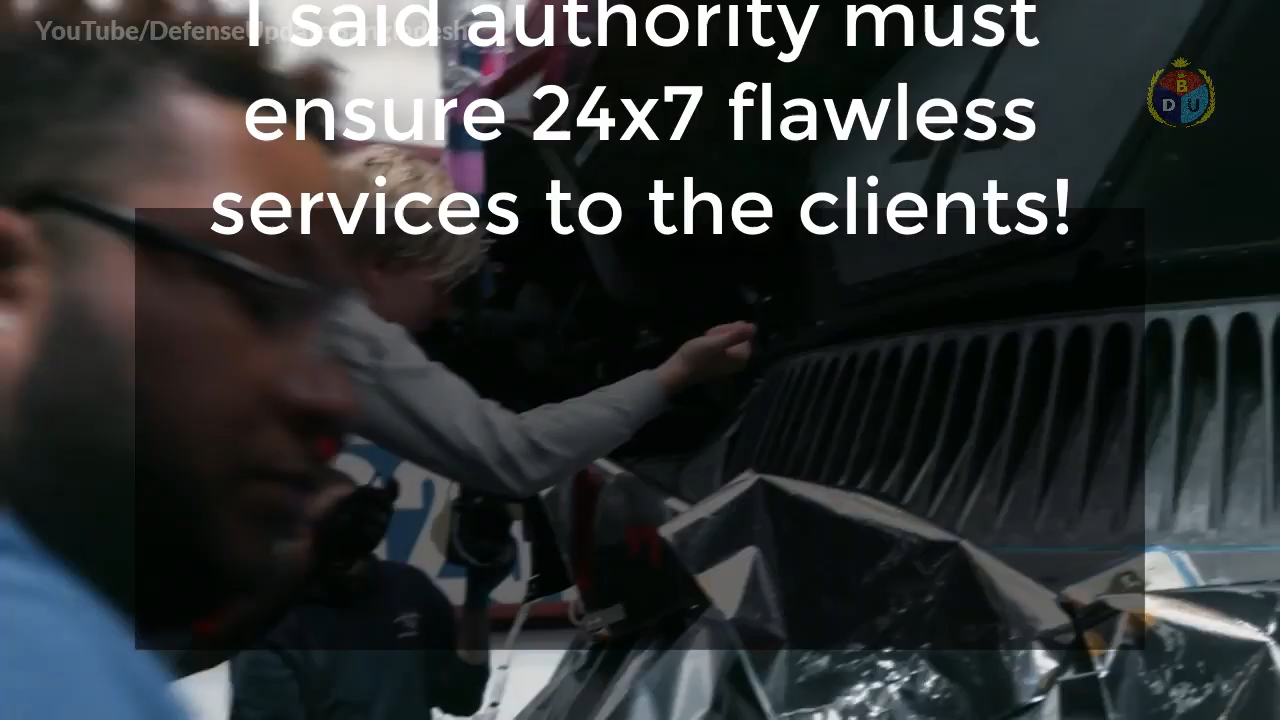 I said authority must
ensure 24x7 flawless
services to the clients!
B
D U